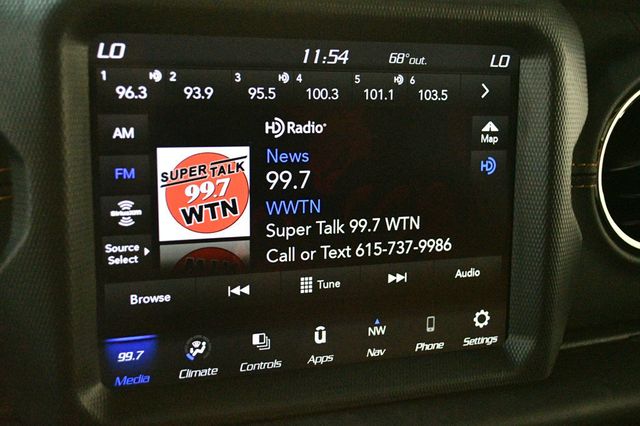 LO 11:54 68°out. LO
1 2 3 4 5 6
96.3 93.9 95.5 100.3 101.1 103.5
AM
FM
SiriusXM
Source
Select
SUPER TALK
99.7
WTN
HD Radio
News
99.7
WWTN
Super Talk 99.7 WTN
Call or Text 615-737-9986
Map
HD
Browse Tune Audio
99.7
Media Climate Controls Apps NW Nav Phone Settings